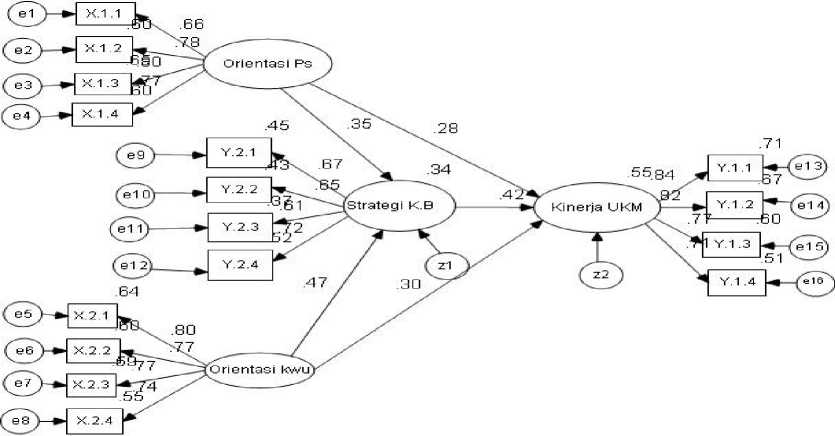 e1 X.1.1
.66
e2 X.1.2
.78
Orientasi Ps
e3 X.1.3
.77
e4 X.1.4
.60
.35
.28
.45
e9 Y.2.1
.67
.34
e10 Y.2.2
.43
.65
e11 Y.2.3
.37
.61
e12 Y.2.4
.72
.52
Strategi K.B
.42
z1
Kinerja UKM
.55
z2
.71
.84
Y.1.1 e13
.67
Y.1.2 e14
.77
.60
Y.1.3 e15
.71
.51
Y.1.4 e16
.47
.30
.64
e5 X.2.1
.80
.60
e6 X.2.2
.77
e7 X.2.3
.77
.59
e8 X.2.4
.74
.55
Orientasi kwu